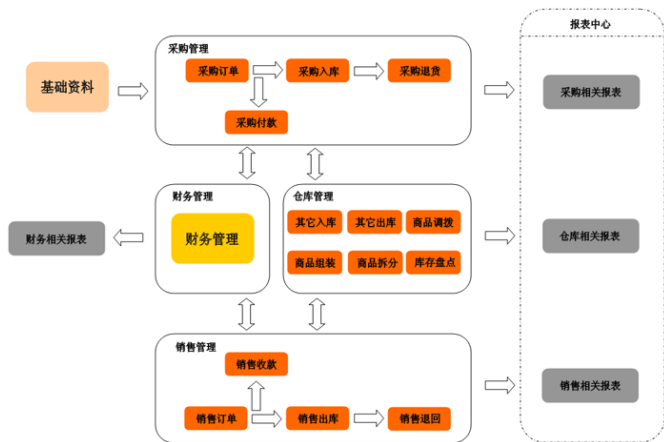 报表中心
采购管理
采购订单
采购入库
采购退货
基础资料
采购相关报表
采购付款
财务管理
仓库管理
其它入库
其它出库
商品调拨
财务相关报表
财务管理
仓库相关报表
商品组装
商品拆分
库存盘点
销售管理
销售收款
销售相关报表
销售订单
销售出库
销售退回